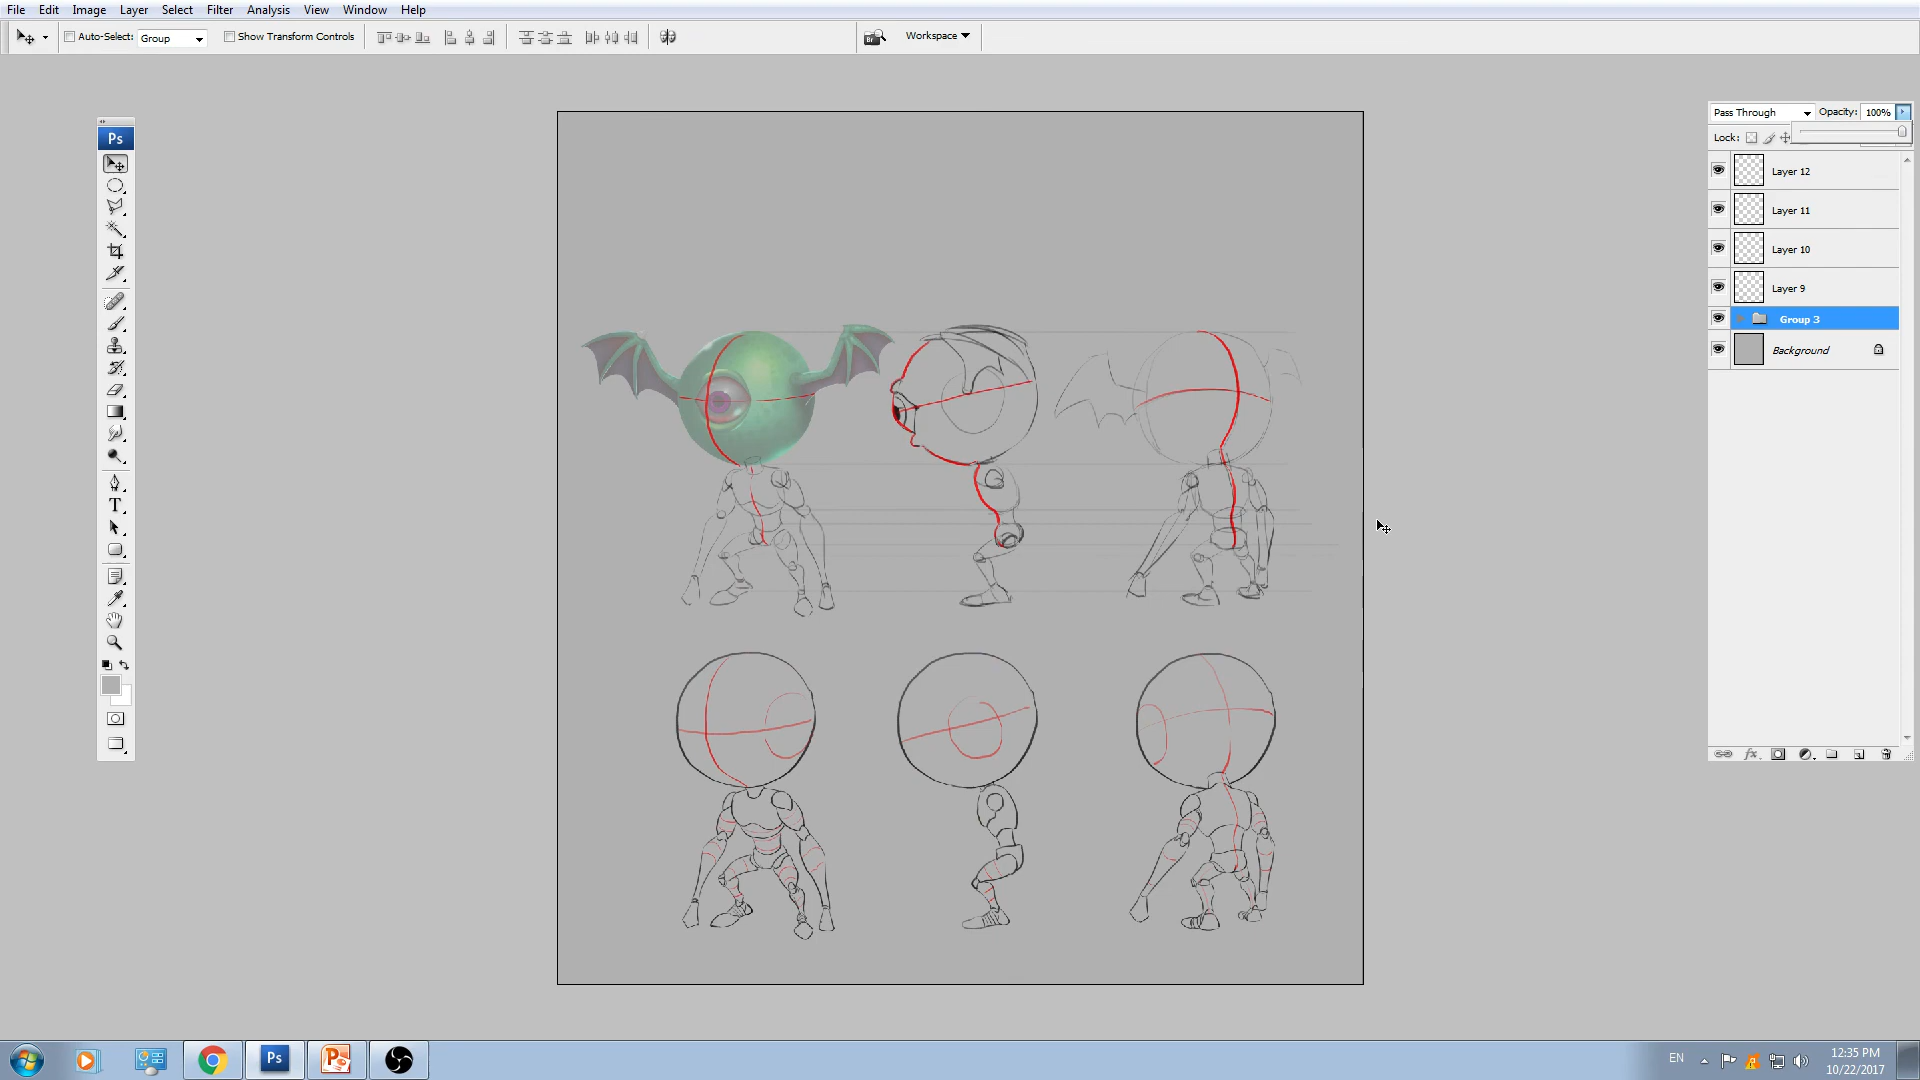 File Edit Image Layer Select Filter Analysis View Window Help
Auto-Select: Group Show Transform Controls Workspace
Ps
Pass Through Opacity: 100%
Lock:
Layer 12
Layer 11
Layer 10
Layer 9
Group 3
Background
T
fx
Ps
EN
12:35 PM
10/22/2017